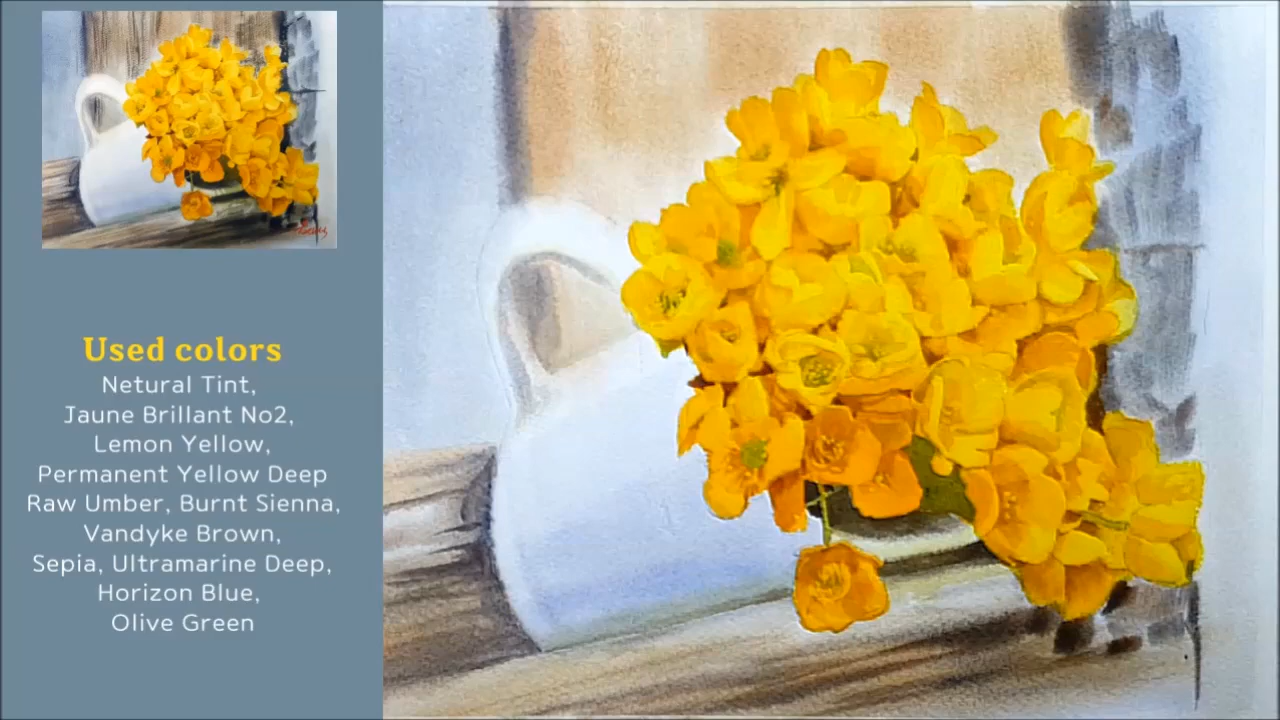 Used colors
Netural Tint,
Jaune Brillant No2,
Lemon Yellow,
Permanent Yellow Deep
Raw Umber, Burnt Sienna,
Vandyke Brown,
Sepia, Ultramarine Deep,
Horizon Blue,
Olive Green